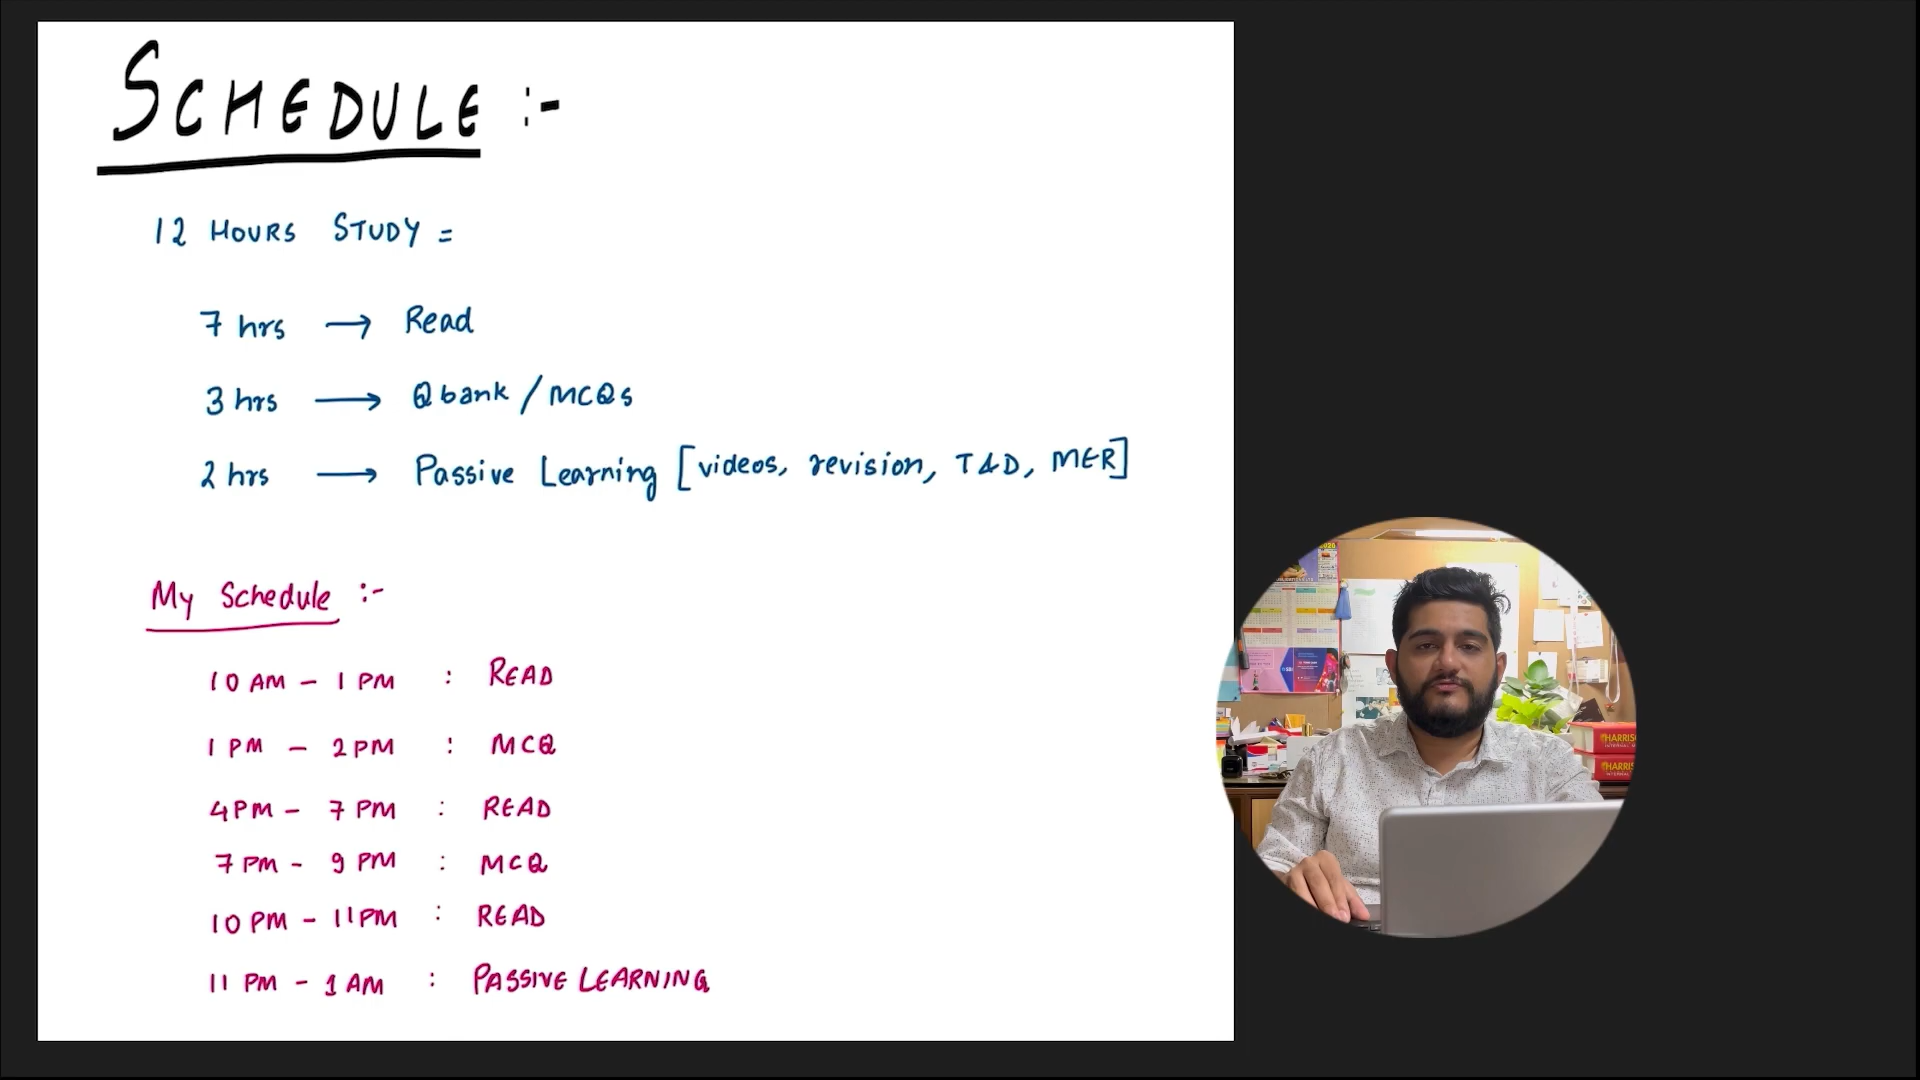 SCHEDULE :-
12 HOURS STUDY =
7 hrs → Read
3 hrs → Qbank / MCQs
2 hrs → Passive Learning [videos, revision, T&D, MER]
My Schedule :-
10 AM - 1 PM : READ
1 PM - 2 PM : MCQ
4 PM - 7 PM : READ
7 PM - 9 PM : MCQ
10 PM - 11 PM : READ
11 PM - 1 AM : PASSIVE LEARNING
HARRIS
HARRIS